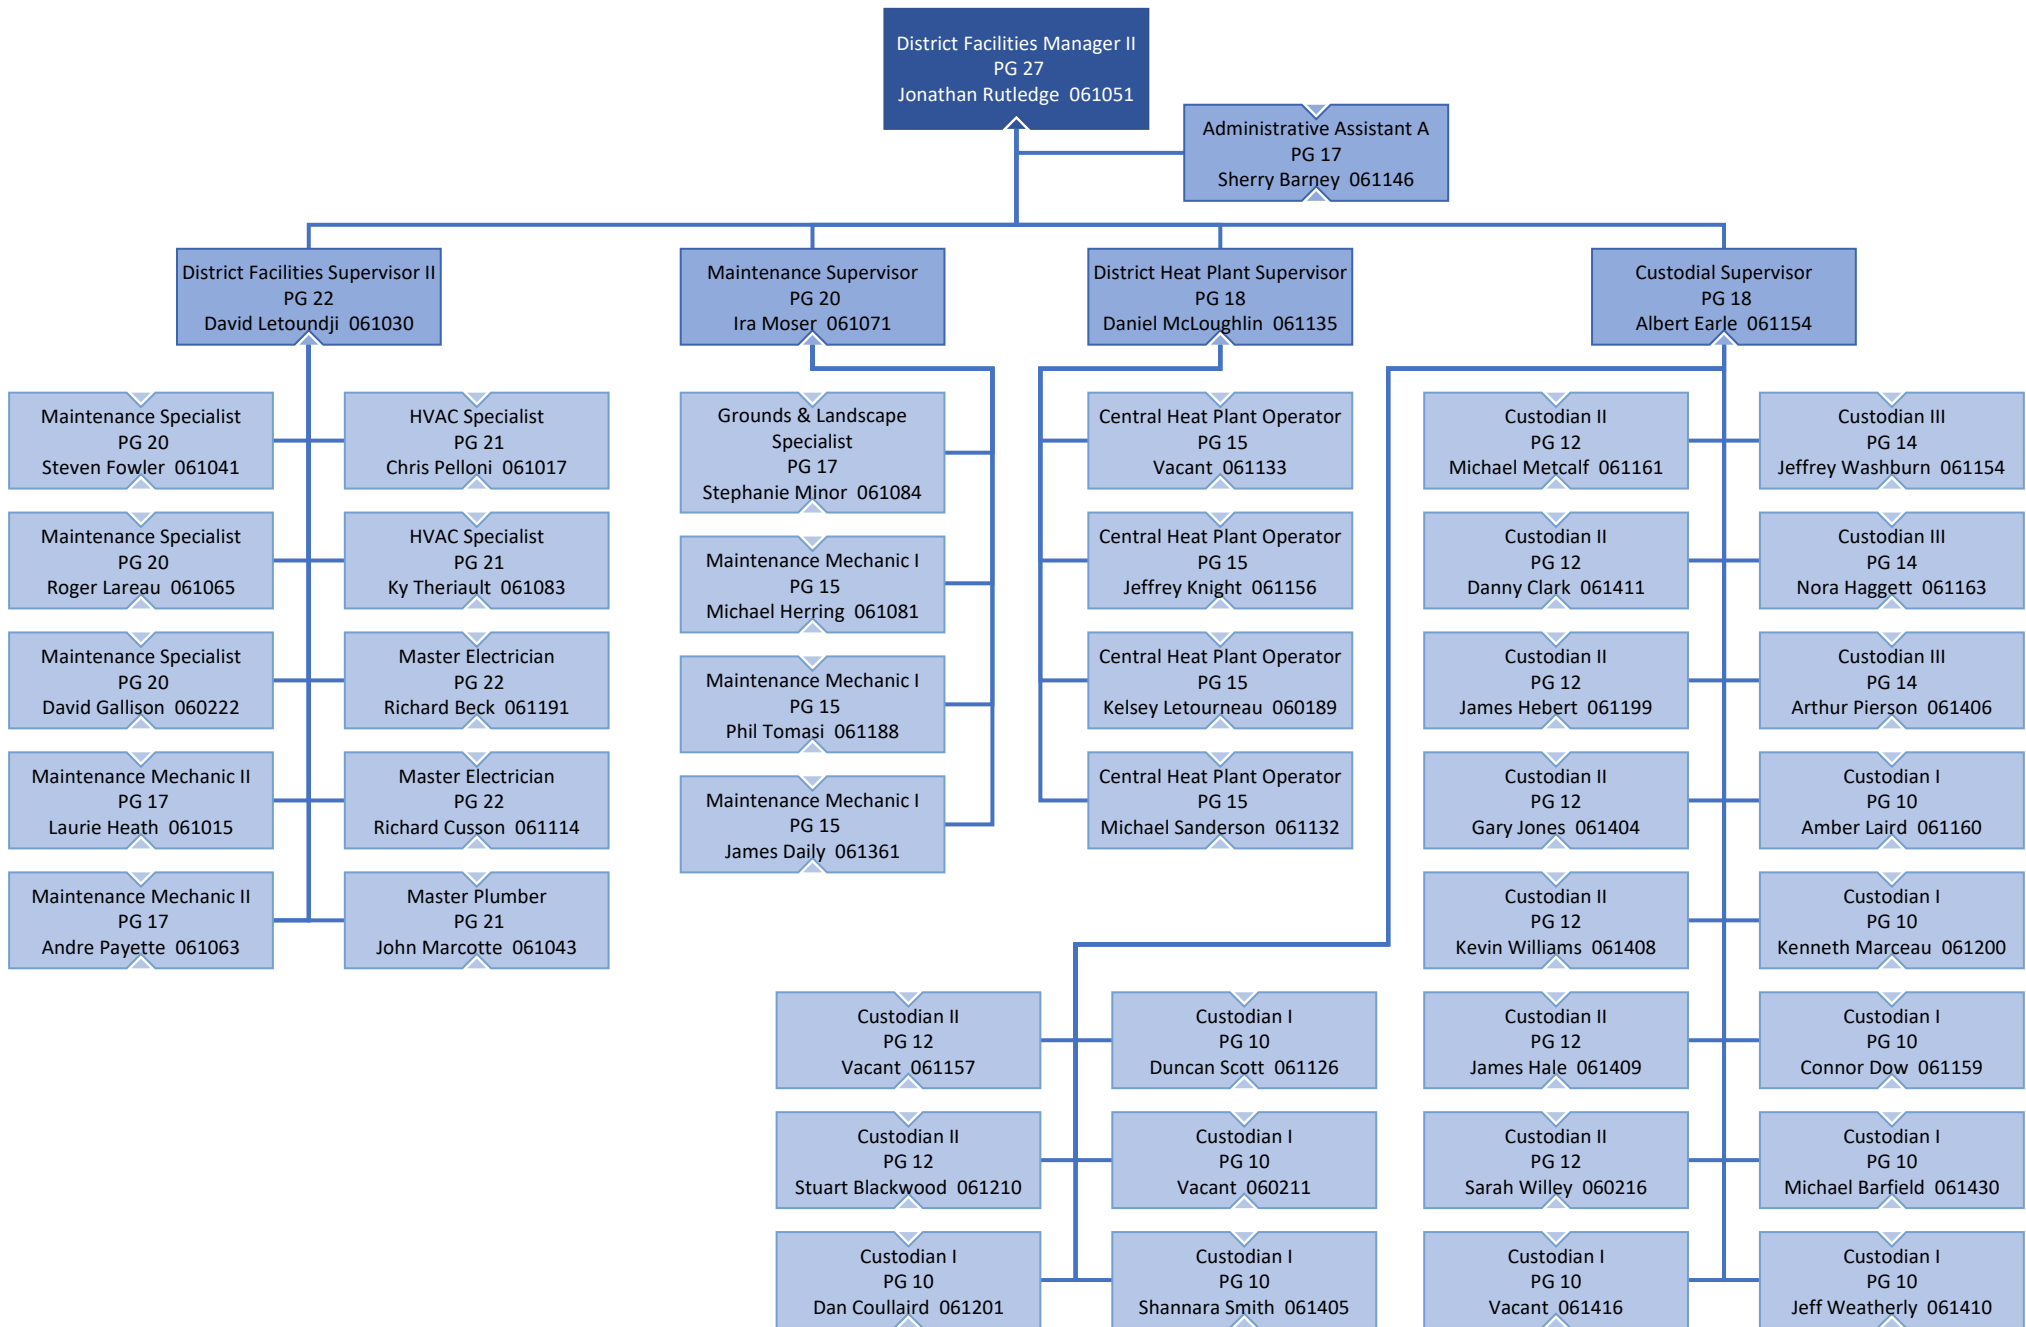 District Facilities Manager II
PG 27
Jonathan Rutledge 061051
Administrative Assistant A
PG 17
Sherry Barney 061146
District Facilities Supervisor II
PG 22
David Letoundji 061030
Maintenance Supervisor
PG 20
Ira Moser 061071
District Heat Plant Supervisor
PG 18
Daniel McLoughlin 061135
Custodial Supervisor
PG 18
Albert Earle 061154
Maintenance Specialist
PG 20
Steven Fowler 061041
HVAC Specialist
PG 21
Chris Pelloni 061017
Maintenance Specialist
PG 20
Roger Lareau 061065
HVAC Specialist
PG 21
Ky Theriault 061083
Maintenance Specialist
PG 20
David Gallison 060222
Master Electrician
PG 22
Richard Beck 061191
Maintenance Mechanic II
PG 17
Laurie Heath 061015
Master Electrician
PG 22
Richard Cusson 061114
Maintenance Mechanic II
PG 17
Andre Payette 061063
Master Plumber
PG 21
John Marcotte 061043
Grounds & Landscape
Specialist
PG 17
Stephanie Minor 061084
Maintenance Mechanic I
PG 15
Michael Herring 061081
Maintenance Mechanic I
PG 15
Phil Tomasi 061188
Maintenance Mechanic I
PG 15
James Daily 061361
Central Heat Plant Operator
PG 15
Vacant 061133
Central Heat Plant Operator
PG 15
Jeffrey Knight 061156
Central Heat Plant Operator
PG 15
Kelsey Letourneau 060189
Central Heat Plant Operator
PG 15
Michael Sanderson 061132
Custodian II
PG 12
Michael Metcalf 061161
Custodian III
PG 14
Jeffrey Washburn 061154
Custodian II
PG 12
Danny Clark 061411
Custodian III
PG 14
Nora Haggett 061163
Custodian II
PG 12
James Hebert 061199
Custodian III
PG 14
Arthur Pierson 061406
Custodian II
PG 12
Gary Jones 061404
Custodian I
PG 10
Amber Laird 061160
Custodian II
PG 12
Kevin Williams 061408
Custodian I
PG 10
Kenneth Marceau 061200
Custodian II
PG 12
James Hale 061409
Custodian I
PG 10
Connor Dow 061159
Custodian II
PG 12
Sarah Willey 060216
Custodian I
PG 10
Michael Barfield 061430
Custodian I
PG 10
Vacant 061416
Custodian I
PG 10
Jeff Weatherly 061410
Custodian II
PG 12
Vacant 061157
Custodian I
PG 10
Duncan Scott 061126
Custodian II
PG 12
Stuart Blackwood 061210
Custodian I
PG 10
Vacant 060211
Custodian I
PG 10
Dan Coullaird 061201
Custodian I
PG 10
Shannara Smith 061405